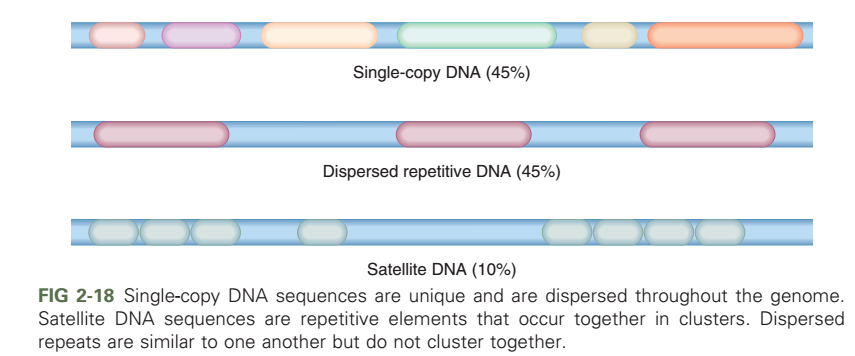 Single-copy DNA (45%)
Dispersed repetitive DNA (45%)
Satellite DNA (10%)
FIG 2-18 Single-copy DNA sequences are unique and are dispersed throughout the genome.
Satellite DNA sequences are repetitive elements that occur together in clusters. Dispersed
repeats are similar to one another but do not cluster together.